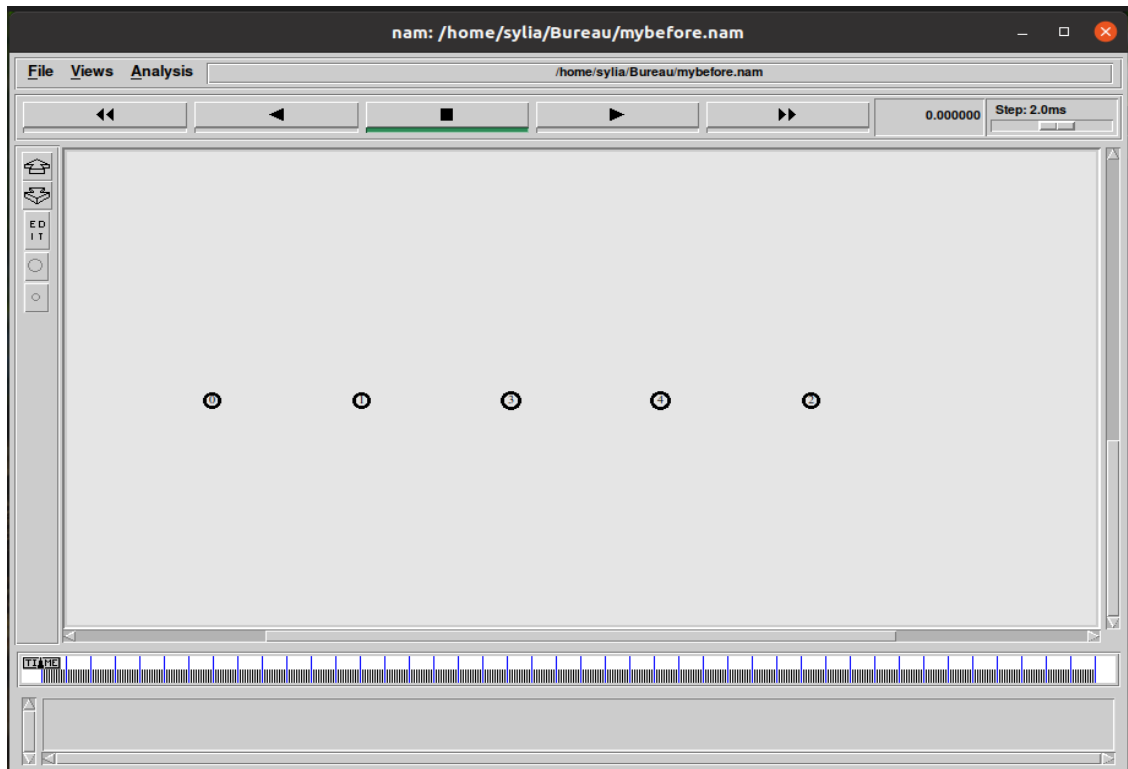 nam: /home/sylia/Bureau/mybefore.nam
File Views Analysis /home/sylia/Bureau/mybefore.nam
0.000000 Step: 2.0ms
E D
I T
0 1 3 4 2
TIME